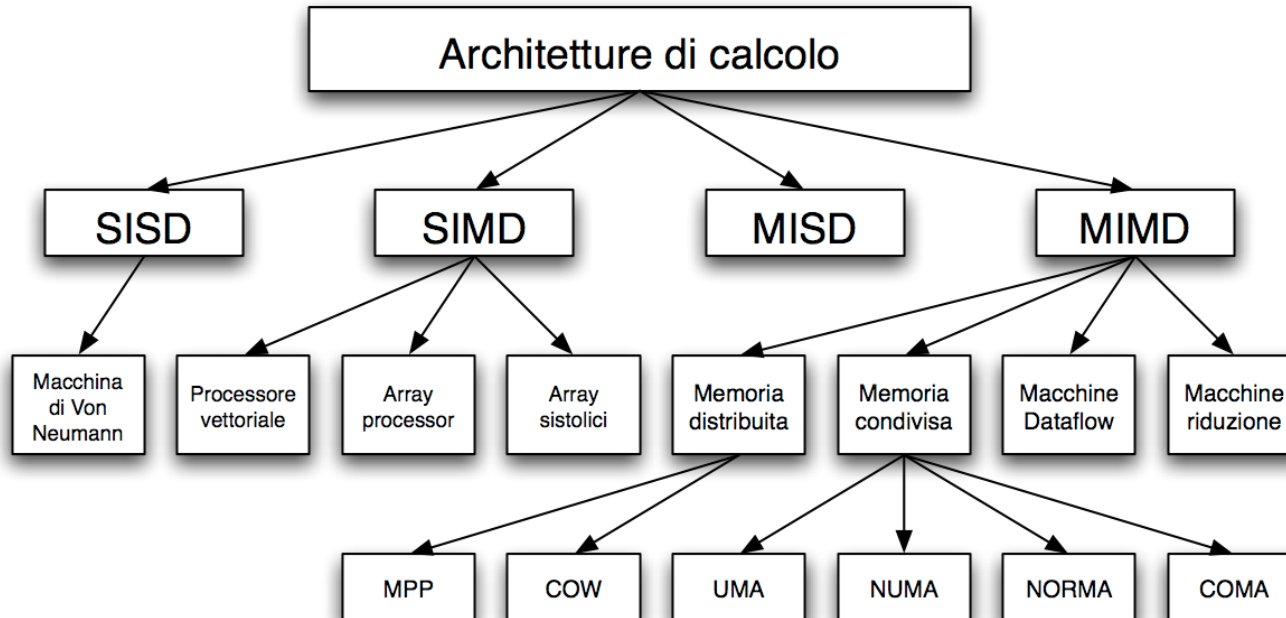 Architetture di calcolo
SISD
SIMD
MISD
MIMD
Macchina
di Von
Neumann
Processore
vettoriale
Array
processor
Array
sistolici
Memoria
distribuita
Memoria
condivisa
Macchine
Dataflow
Macchine
riduzione
MPP
COW
UMA
NUMA
NORMA
COMA